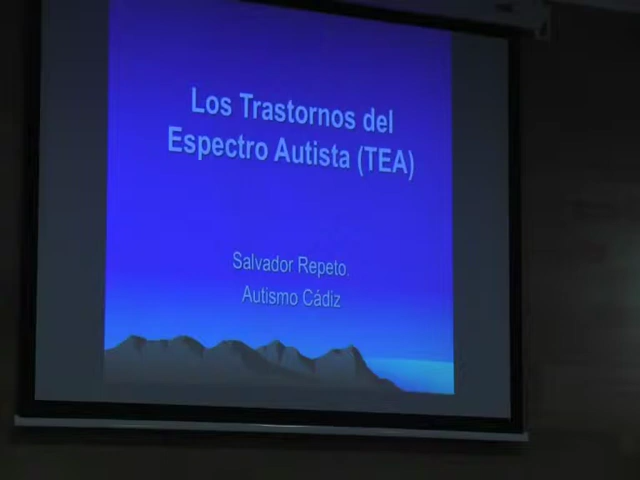 Los Trastornos del
Espectro Autista (TEA)
Salvador Repeto.
Autismo Cádiz